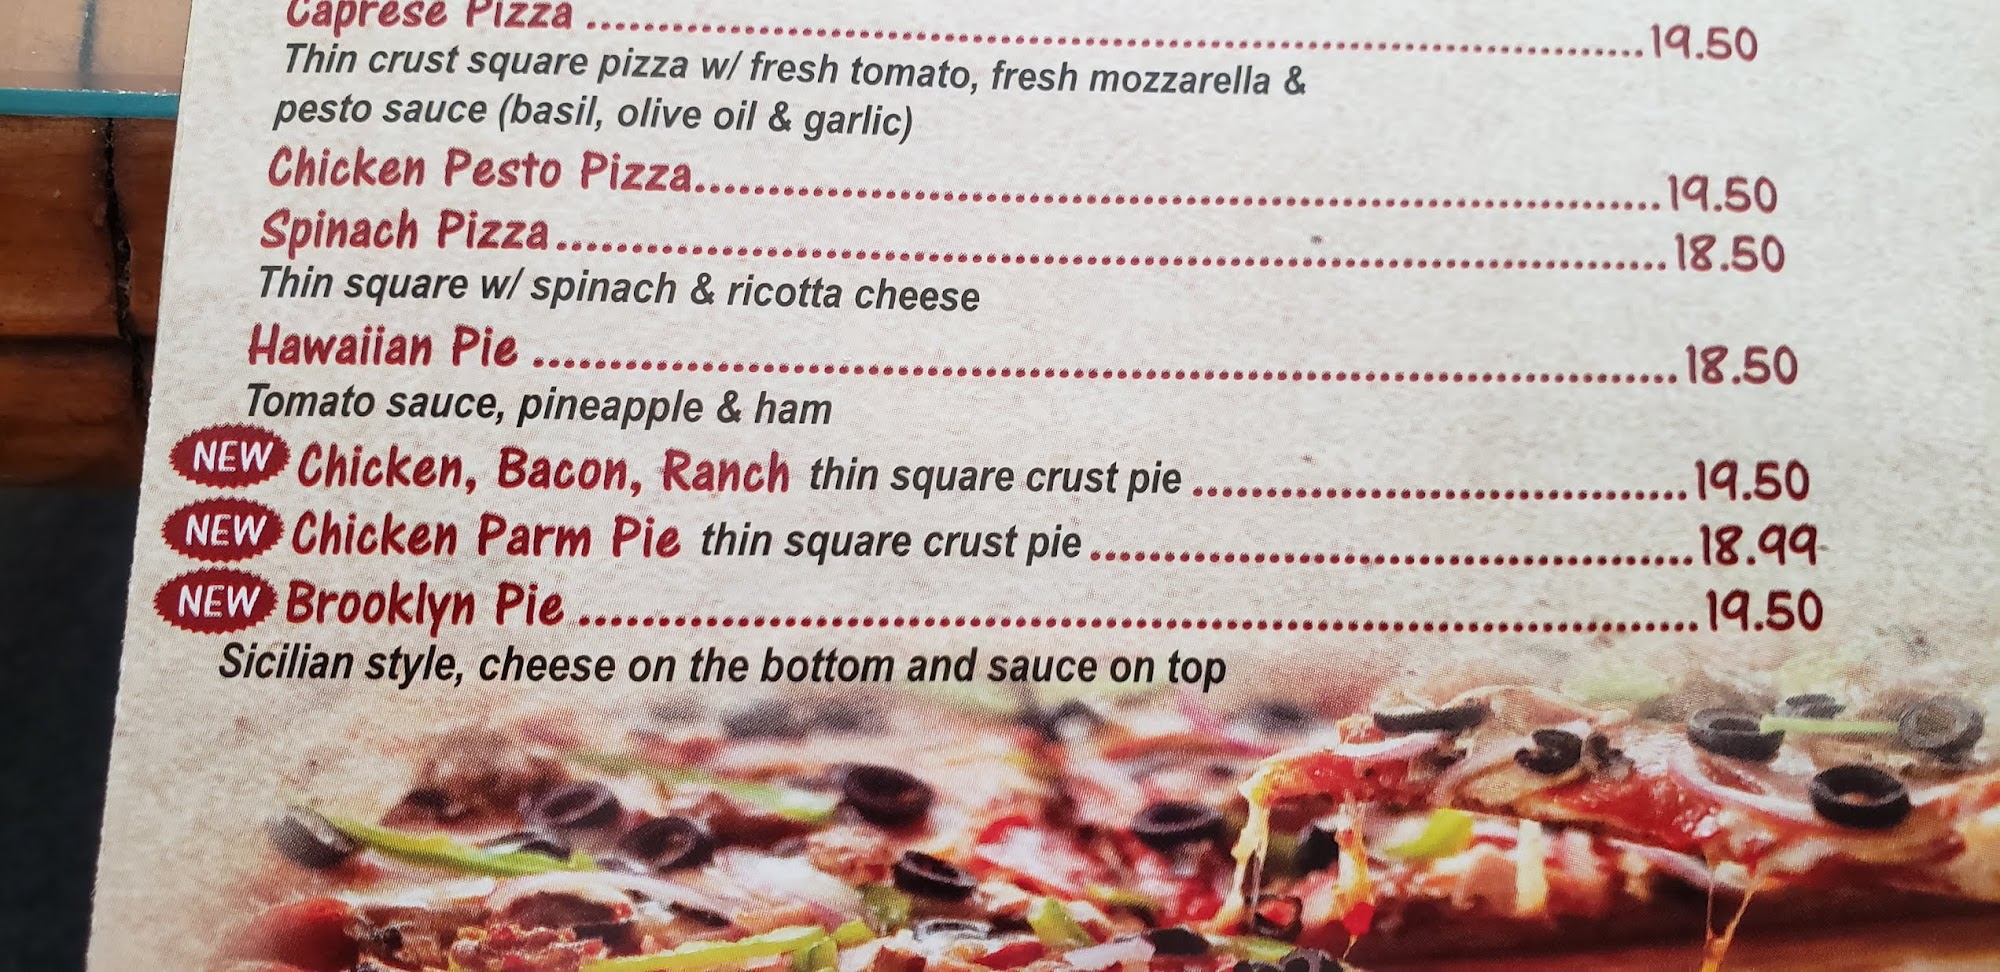 Caprese Pizza ........ 19.50
Thin crust square pizza w/ fresh tomato, fresh mozzarella &
pesto sauce (basil, olive oil & garlic)
Chicken Pesto Pizza........ 19.50
Spinach Pizza........ 18.50
Thin square w/ spinach & ricotta cheese
Hawaiian Pie ........ 18.50
Tomato sauce, pineapple & ham
NEW Chicken, Bacon, Ranch thin square crust pie ........ 19.50
NEW Chicken Parm Pie thin square crust pie ........ 18.99
NEW Brooklyn Pie ........ 19.50
Sicilian style, cheese on the bottom and sauce on top